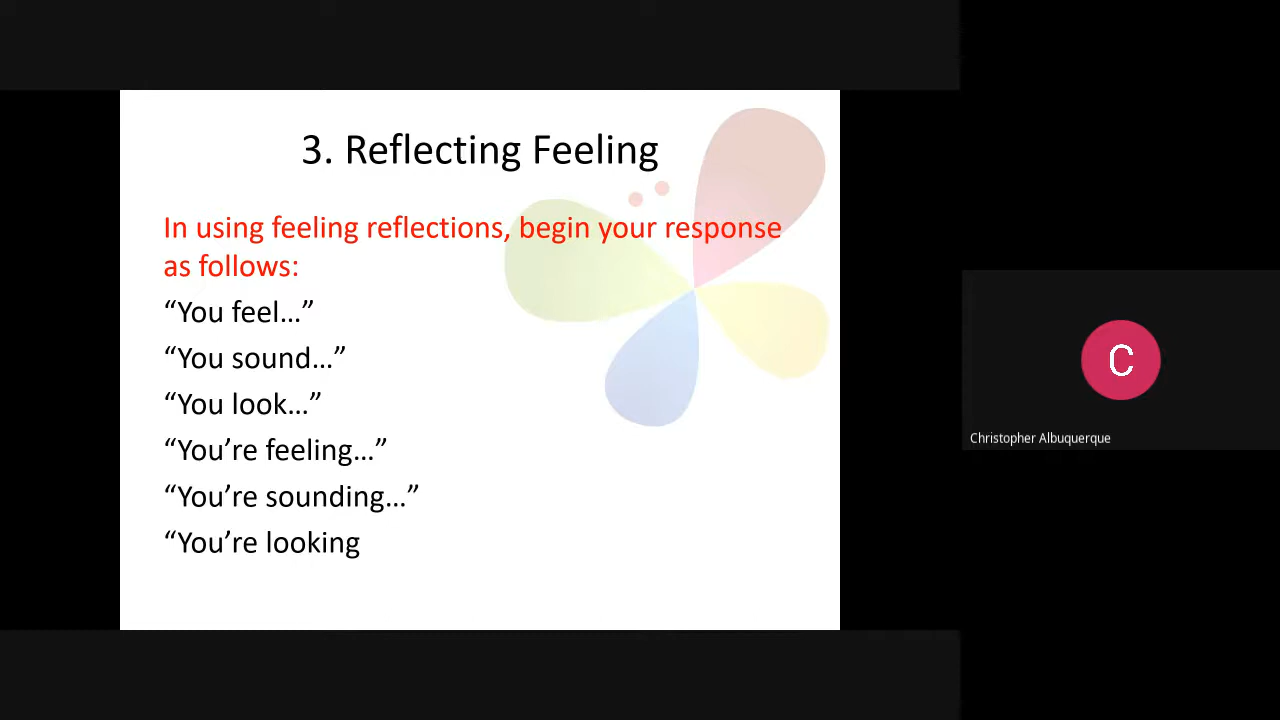 3. Reflecting Feeling
In using feeling reflections, begin your response
as follows:
“You feel…”
“You sound…”
“You look…”
“You’re feeling…”
“You’re sounding…”
“You’re looking
C
Christopher Albuquerque